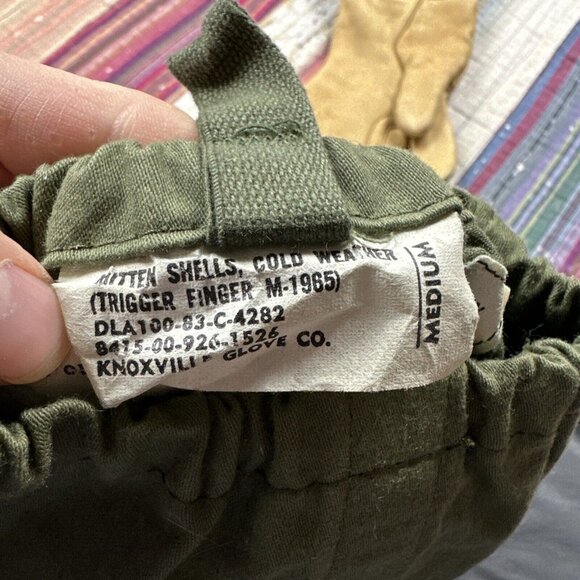 MITTEN SHELLS, COLD WEATHER
(TRIGGER FINGER M-1965)
DLA100-83-C-4282
8415-00-926-1526
KNOXVILLE GLOVE CO.
MEDIUM